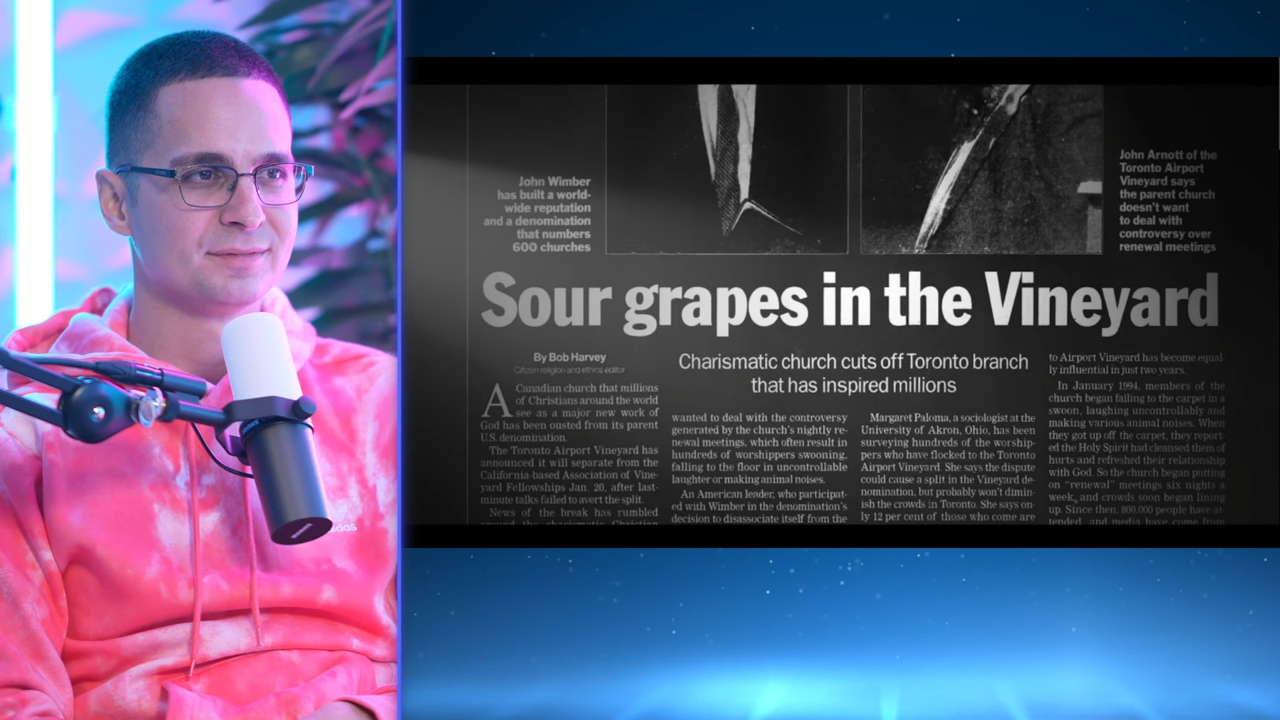 John Wimber
has built a world-
wide reputation
and a denomination
that numbers
600 churches
John Arnott of the
Toronto Airport
Vineyard says
the parent church
doesn't want
to deal with
controversy over
renewal meetings
Sour grapes in the Vineyard
By Bob Harvey
Citizen religion and ethics editor
Charismatic church cuts off Toronto branch
that has inspired millions
A Canadian church that millions
of Christians around the world
see as a major new work of
God has been ousted from its parent
U.S. denomination.
The Toronto Airport Vineyard has
announced it will separate from the
California-based Association of Vine-
yard Fellowships Jan. 20, after last-
minute talks failed to avert the split.
News of the break has rumbled
around the charismatic Christian
wanted to deal with the controversy
generated by the church's nightly re-
newal meetings, which often result in
hundreds of worshippers swooning,
falling to the floor in uncontrollable
laughter or making animal noises.
An American leader, who participat-
ed with Wimber in the denomination's
decision to disassociate itself from the
Margaret Paloma, a sociologist at the
University of Akron, Ohio, has been
surveying hundreds of the worship-
pers who have flocked to the Toronto
Airport Vineyard. She says the dispute
could cause a split in the Vineyard de-
nomination, but probably won't dimin-
ish the crowds in Toronto. She says on-
ly 12 per cent of those who come are
to Airport Vineyard has become equal-
ly influential in just two years.
In January 1994, members of the
church began falling to the carpet in a
swoon, laughing uncontrollably and
making various animal noises. When
they got up off the carpet, they report-
ed the Holy Spirit had cleansed them of
hurts and refreshed their relationship
with God. So the church began putting
on "renewal" meetings six nights a
week, and crowds soon began lining
up. Since then, 800,000 people have at-
tended, and media have come from